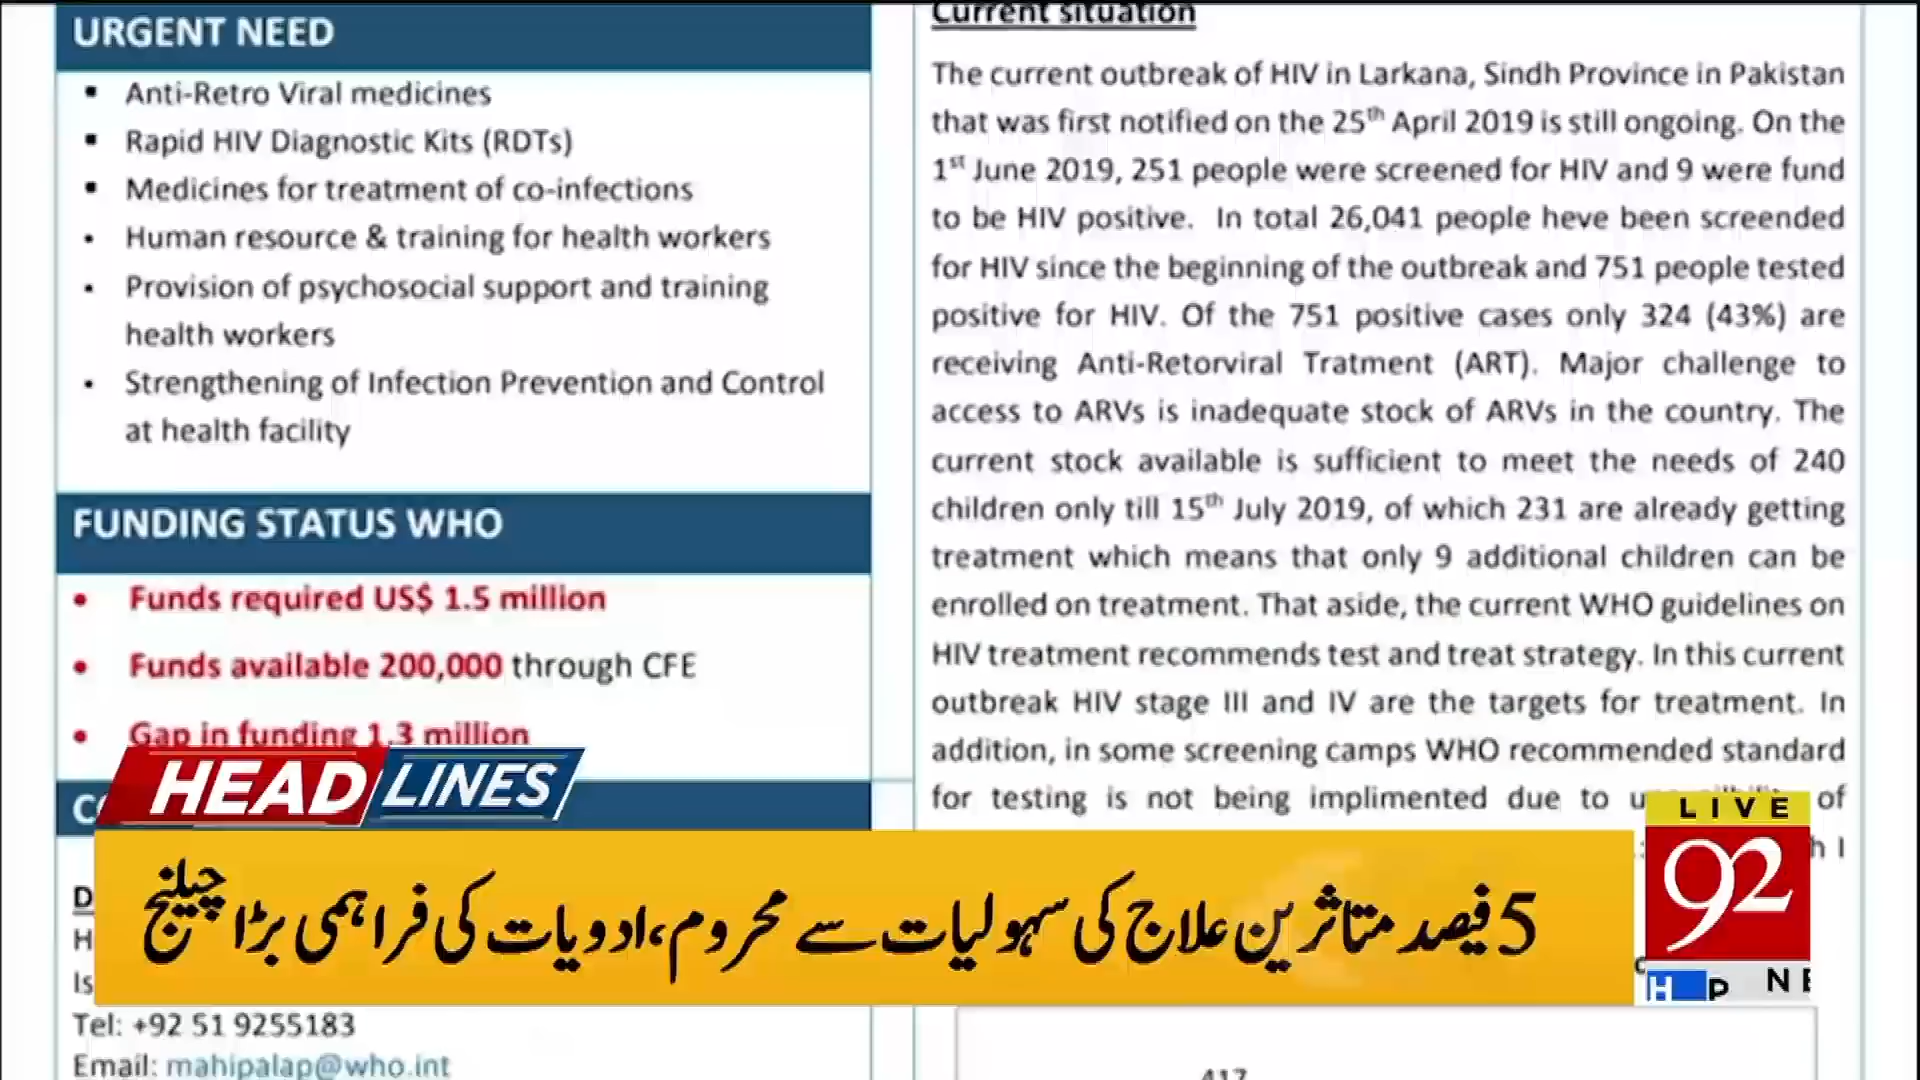 URGENT NEED
▪ Anti-Retro Viral medicines
▪ Rapid HIV Diagnostic Kits (RDTs)
▪ Medicines for treatment of co-infections
• Human resource & training for health workers
• Provision of psychosocial support and training
health workers
• Strengthening of Infection Prevention and Control
at health facility
FUNDING STATUS WHO
• Funds required US$ 1.5 million
• Funds available 200,000 through CFE
• Gap in funding 1.3 million
Tel: +92 51 9255183
Email: mahipalap@who.int
Current situation
The current outbreak of HIV in Larkana, Sindh Province in Pakistan
that was first notified on the 25th April 2019 is still ongoing. On the
1st June 2019, 251 people were screened for HIV and 9 were fund
to be HIV positive. In total 26,041 people heve been screended
for HIV since the beginning of the outbreak and 751 people tested
positive for HIV. Of the 751 positive cases only 324 (43%) are
receiving Anti-Retorviral Tratment (ART). Major challenge to
access to ARVs is inadequate stock of ARVs in the country. The
current stock available is sufficient to meet the needs of 240
children only till 15th July 2019, of which 231 are already getting
treatment which means that only 9 additional children can be
enrolled on treatment. That aside, the current WHO guidelines on
HIV treatment recommends test and treat strategy. In this current
outbreak HIV stage III and IV are the targets for treatment. In
addition, in some screening camps WHO recommended standard
for testing is not being implimented due to of
417
HEADLINES
5 فیصد متاثرین علاج کی سہولیات سے محروم، ادویات کی فراہمی بڑا چیلنج
LIVE
92